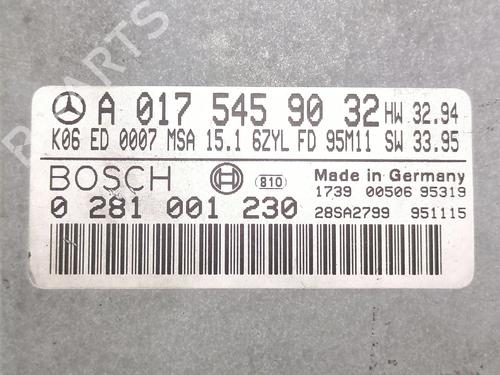 A 017 545 90 32 HW 32.94
K06 ED 0007 MSA 15.1 6ZYL FD 95M11 SW 33.95
BOSCH 810 Made in Germany
1739 00506 95319
0 281 001 230 28SA2799 951115
PARTS